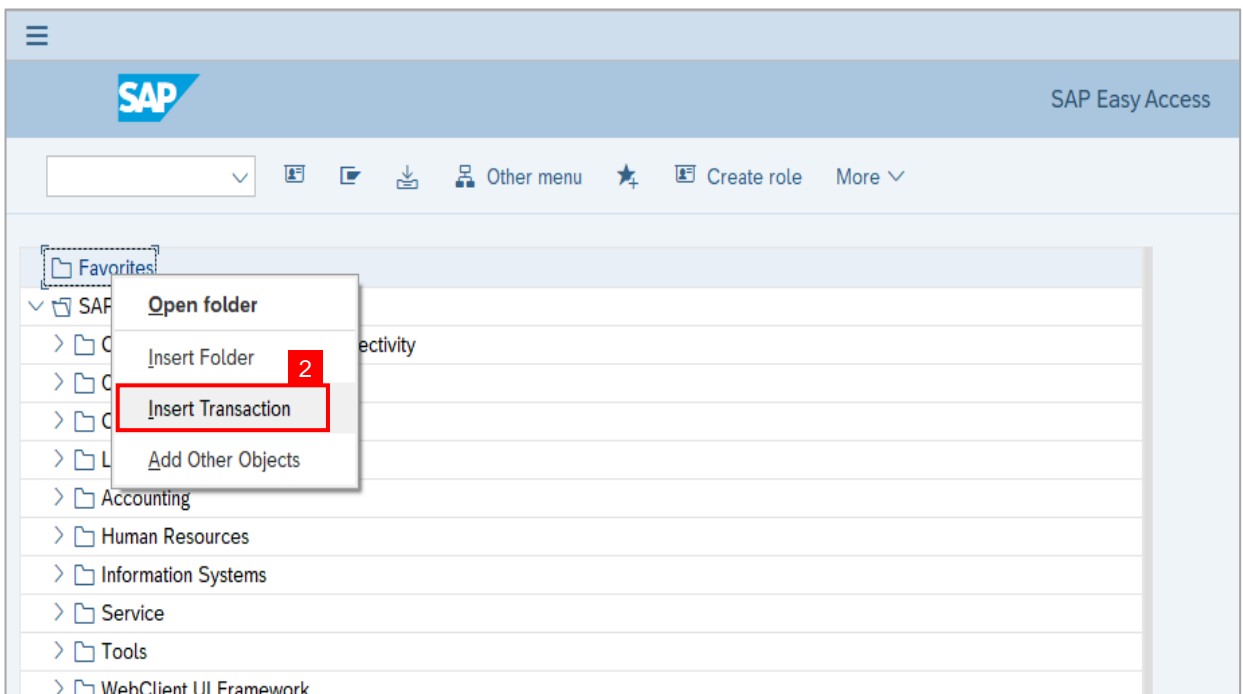 SAP
SAP Easy Access
Other menu Create role More
Favorites
SAP
Open folder
ectivity
Insert Folder
2
Insert Transaction
Add Other Objects
Accounting
Human Resources
Information Systems
Service
Tools
WebClient UI Framework